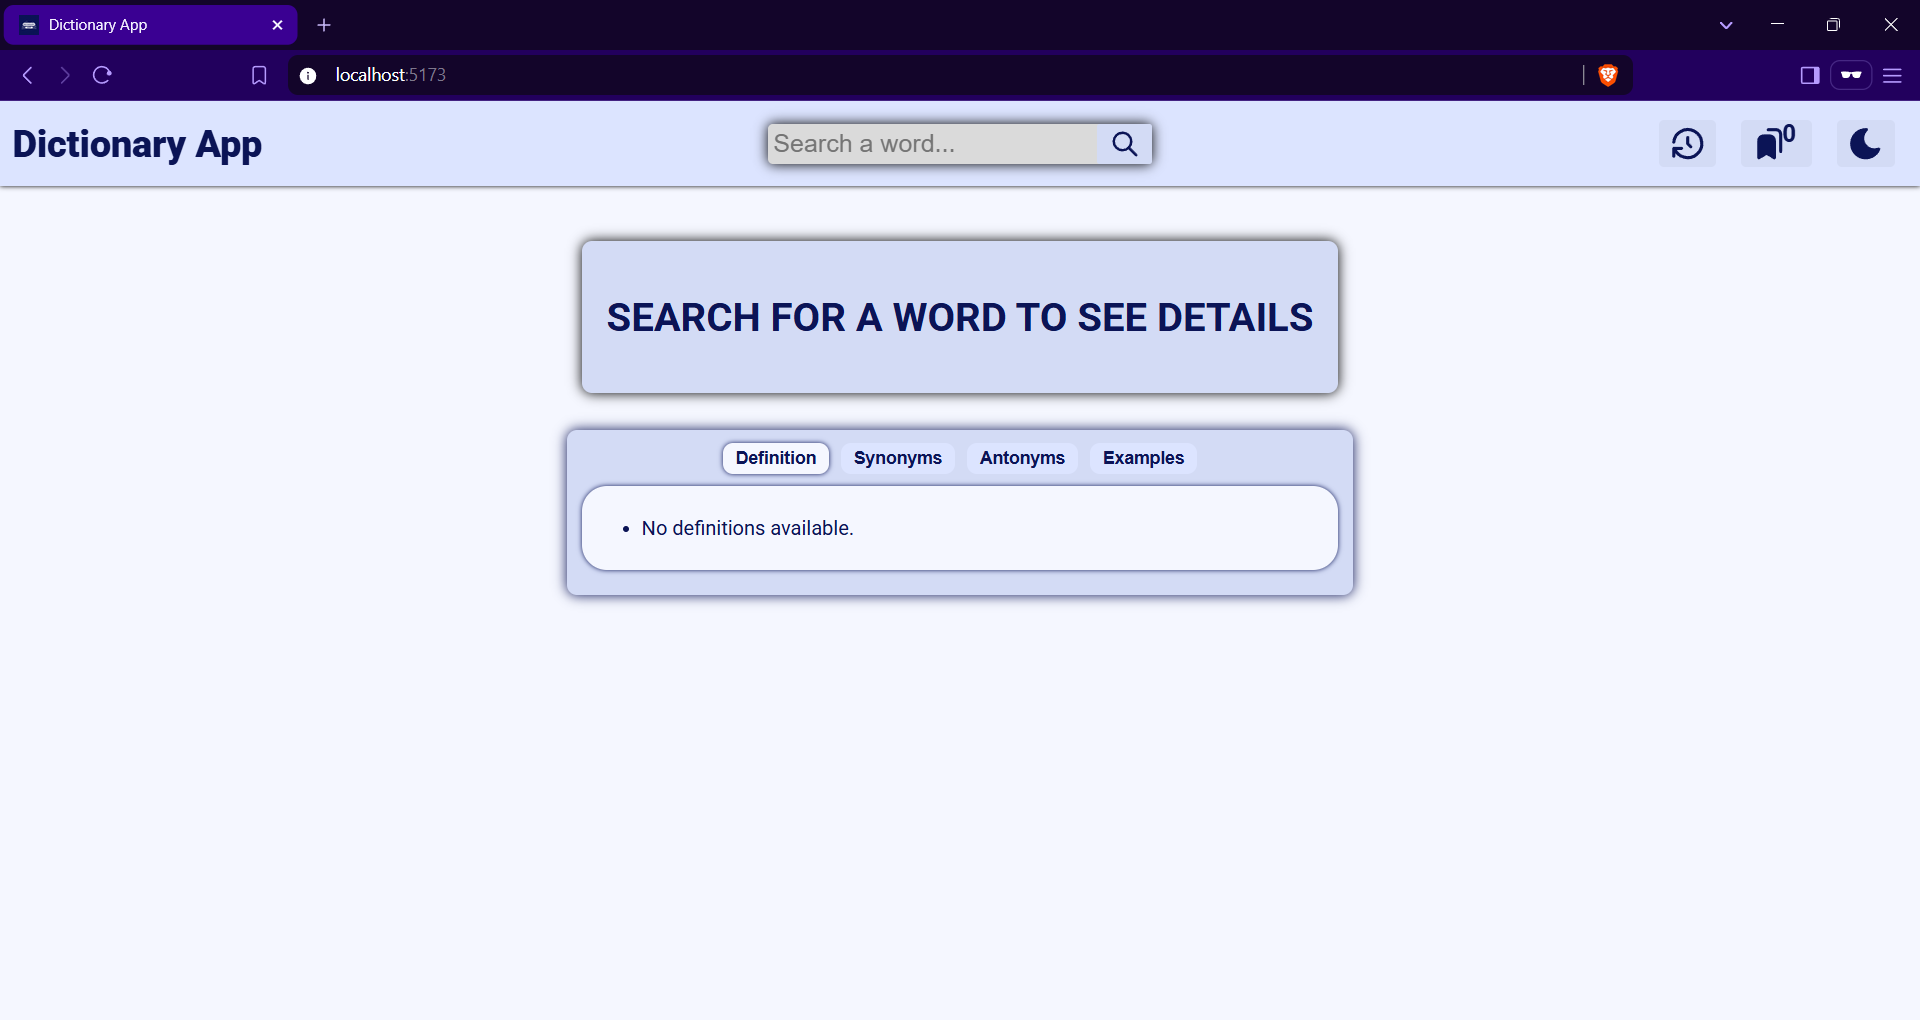 Dictionary App
localhost:5173
Dictionary App
Search a word...
0
SEARCH FOR A WORD TO SEE DETAILS
Definition Synonyms Antonyms Examples
• No definitions available.